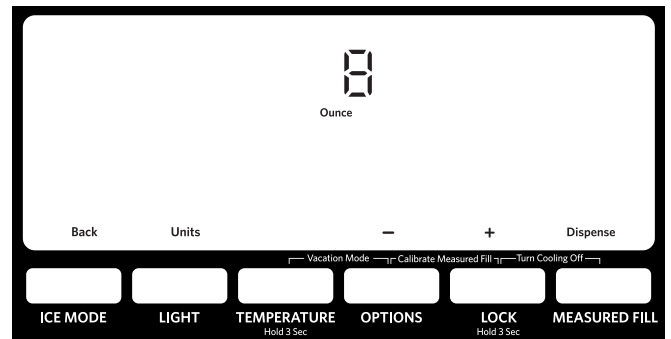 8
Ounce
Back Units – + Dispense
Vacation Mode Calibrate Measured Fill Turn Cooling Off
ICE MODE LIGHT TEMPERATURE OPTIONS LOCK MEASURED FILL
Hold 3 Sec Hold 3 Sec